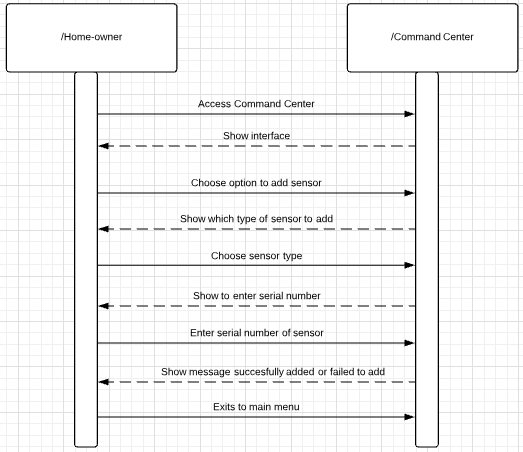 /Home-owner
/Command Center
Access Command Center
Show interface
Choose option to add sensor
Show which type of sensor to add
Choose sensor type
Show to enter serial number
Enter serial number of sensor
Show message succesfully added or failed to add
Exits to main menu